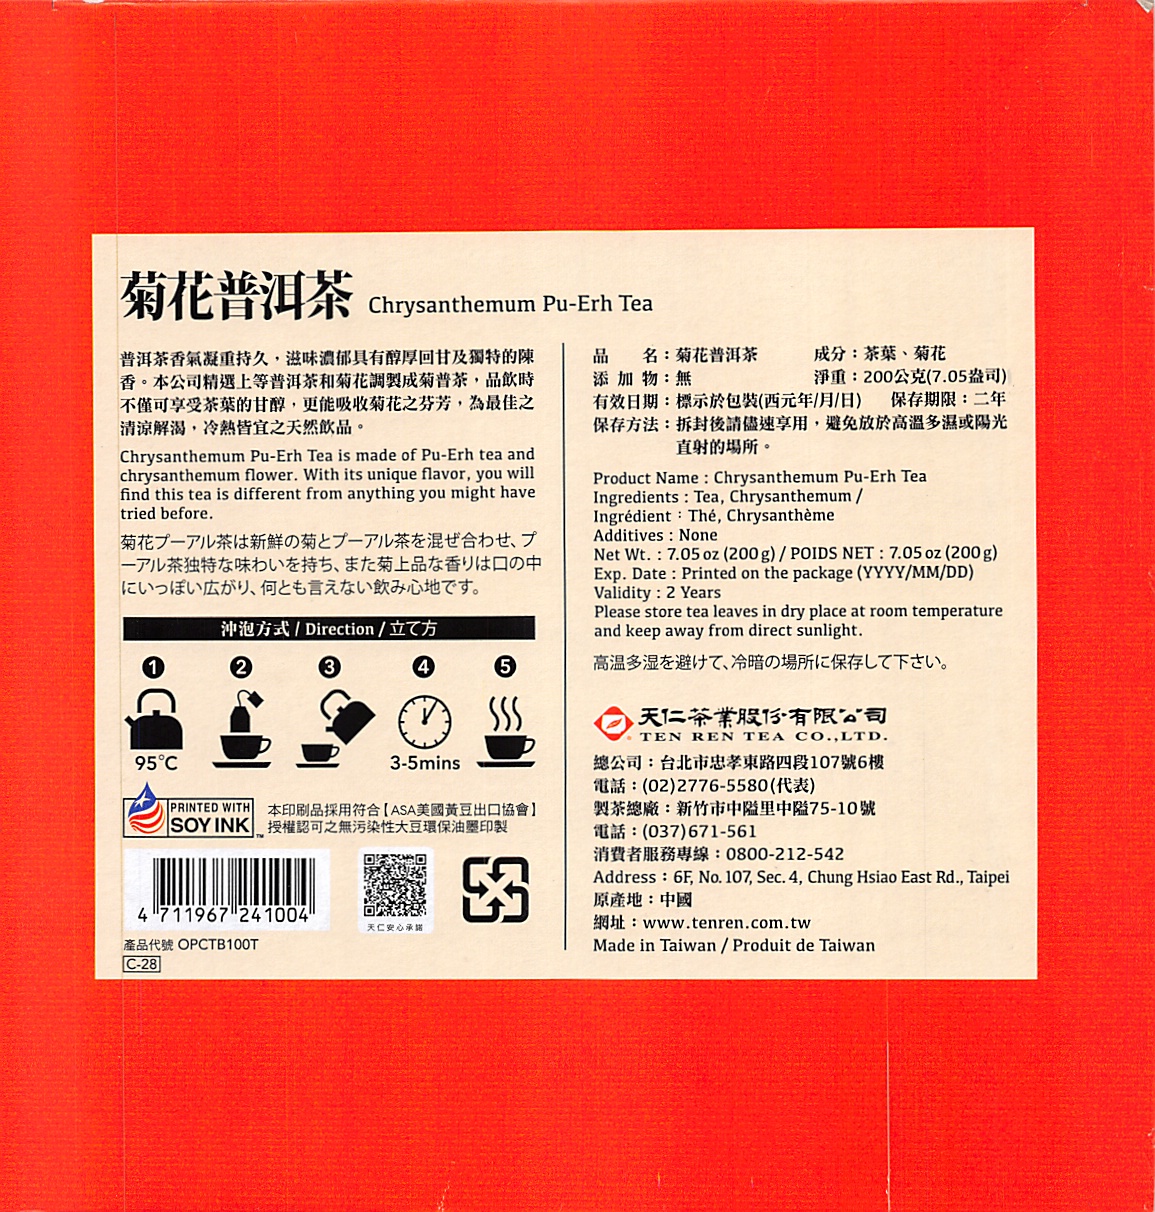 菊花普洱茶 Chrysanthemum Pu-Erh Tea
普洱茶香氣凝重持久，滋味濃郁具有醇厚回甘及獨特的陳
香。本公司精選上等普洱茶和菊花調製成菊普茶，品飲時
不僅可享受茶葉的甘醇，更能吸收菊花之芬芳，為最佳之
清涼解渴，冷熱皆宜之天然飲品。
Chrysanthemum Pu-Erh Tea is made of Pu-Erh tea and
chrysanthemum flower. With its unique flavor, you will
find this tea is different from anything you might have
tried before.
菊花プーアル茶は新鮮の菊とプーアル茶を混ぜ合わせ、プ
ーアル茶独特な味わいを持ち、また菊上品な香りは口の中
にいっぽい広がり、何とも言えない飲み心地です。
沖泡方式 / Direction / 立て方
1 2 3 4 5
95°C 3-5mins
PRINTED WITH
SOY INK™
本印刷品採用符合【ASA美國黃豆出口協會】
授權認可之無污染性大豆環保油墨印製
4 711967 241004
天仁安心承諾
產品代號 OPCTB100T
C-28
品 名：菊花普洱茶 成分：茶葉、菊花
添 加 物：無 淨重：200公克(7.05盎司)
有效日期：標示於包裝(西元年/月/日) 保存期限：二年
保存方法：拆封後請儘速享用，避免放於高溫多濕或陽光
直射的場所。
Product Name : Chrysanthemum Pu-Erh Tea
Ingredients : Tea, Chrysanthemum /
Ingrédient : Thé, Chrysanthème
Additives : None
Net Wt. : 7.05 oz (200 g) / POIDS NET : 7.05 oz (200 g)
Exp. Date : Printed on the package (YYYY/MM/DD)
Validity : 2 Years
Please store tea leaves in dry place at room temperature
and keep away from direct sunlight.
高温多湿を避けて、冷暗の場所に保存して下さい。
天仁茶業股份有限公司
TEN REN TEA CO.,LTD.
總公司：台北市忠孝東路四段107號6樓
電話：(02)2776-5580(代表)
製茶總廠：新竹市中隘里中隘75-10號
電話：(037)671-561
消費者服務專線：0800-212-542
Address : 6F, No. 107, Sec. 4, Chung Hsiao East Rd., Taipei
原產地：中國
網址：www.tenren.com.tw
Made in Taiwan / Produit de Taiwan